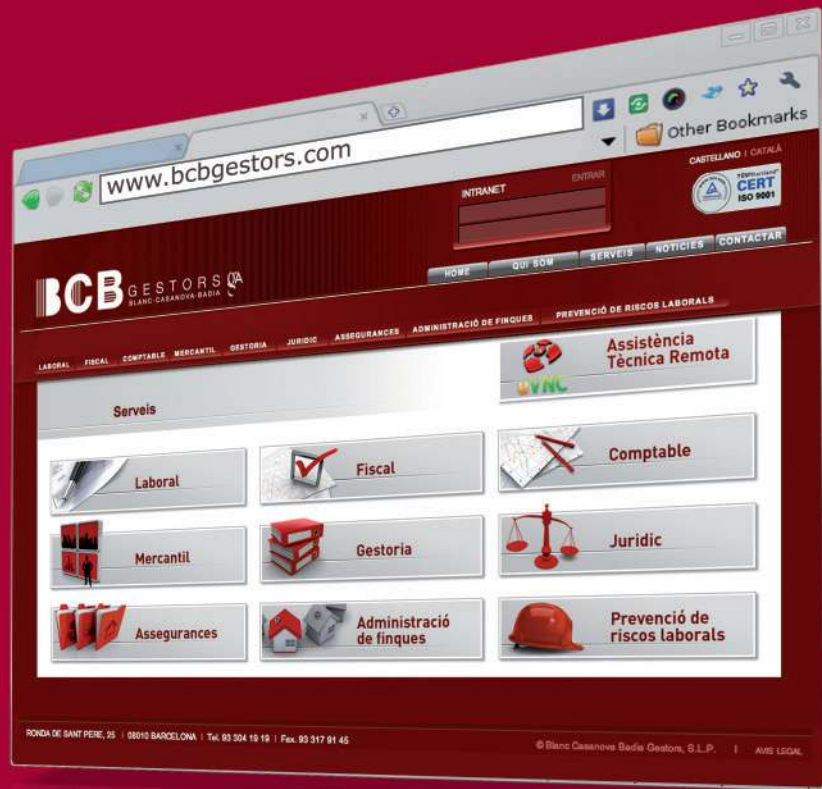 www.bcbgestors.com
Other Bookmarks
CASTELLANO | CATALÀ
INTRANET
ENTRAR
CERT
ISO 9001
HOME
QUI SOM
SERVEIS
NOTICIES
CONTACTAR
BCB GESTORS
BLANC·CASANOVA·BADIA
LABORAL
FISCAL
COMPTABLE
MERCANTIL
GESTORIA
JURIDIC
ASSEGURANCES
ADMINISTRACIÓ DE FINQUES
PREVENCIÓ DE RISCOS LABORALS
uVNC
Assistència
Tècnica Remota
Serveis
Laboral
Fiscal
Comptable
Mercantil
Gestoria
Juridic
Assegurances
Administració
de finques
Prevenció de
riscos laborals
RONDA DE SANT PERE, 25 | 08010 BARCELONA | Tel. 93 304 19 19 | Fax. 93 317 91 45
© Blanc Casanova Badia Gestors, S.L.P. | AVIS LEGAL